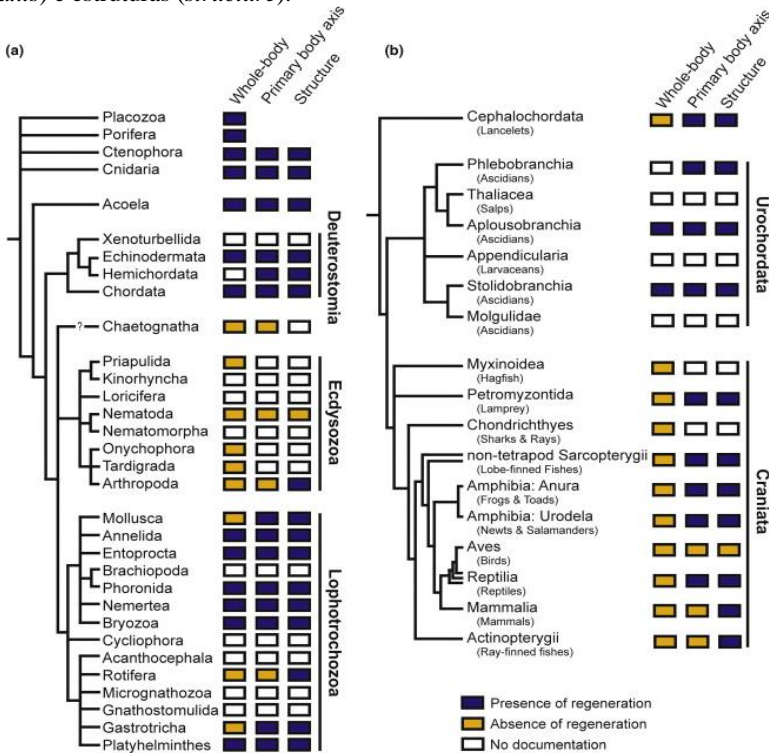 e estruturas (structure).
(a)
Whole-body
Primary body axis
Structure
Placozoa
Porifera
Ctenophora
Cnidaria
Acoela
Xenoturbellida
Echinodermata
Hemichordata
Chordata
Deuterostomia
?
Chaetognatha
Priapulida
Kinorhyncha
Loricifera
Nematoda
Nematomorpha
Onychophora
Tardigrada
Arthropoda
Ecdysozoa
Mollusca
Annelida
Entoprocta
Brachiopoda
Phoronida
Nemertea
Bryozoa
Cycliophora
Acanthocephala
Rotifera
Micrognathozoa
Gnathostomulida
Gastrotricha
Platyhelminthes
Lophotrochozoa
(b)
Whole-body
Primary body axis
Structure
Cephalochordata
(Lancelets)
Phlebobranchia
(Ascidians)
Thaliacea
(Salps)
Aplousobranchia
(Ascidians)
Appendicularia
(Larvaceans)
Stolidobranchia
(Ascidians)
Molgulidae
(Ascidians)
Urochordata
Myxinoidea
(Hagfish)
Petromyzontida
(Lamprey)
Chondrichthyes
(Sharks & Rays)
non-tetrapod Sarcopterygii
(Lobe-finned Fishes)
Amphibia: Anura
(Frogs & Toads)
Amphibia: Urodela
(Newts & Salamanders)
Aves
(Birds)
Reptilia
(Reptiles)
Mammalia
(Mammals)
Actinopterygii
(Ray-finned fishes)
Craniata
Presence of regeneration
Absence of regeneration
No documentation